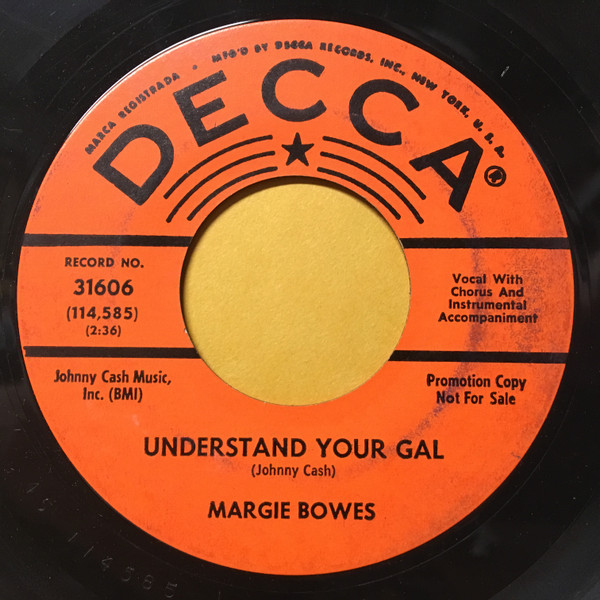 MARCA REGISTRADA • MFG'D BY DECCA RECORDS, INC., NEW YORK, U. S. A.
DECCA®
RECORD NO.
31606
(114,585)
(2:36)
Vocal With
Chorus And
Instrumental
Accompaniment
Johnny Cash Music,
Inc. (BMI)
Promotion Copy
Not For Sale
UNDERSTAND YOUR GAL
(Johnny Cash)
MARGIE BOWES
114585